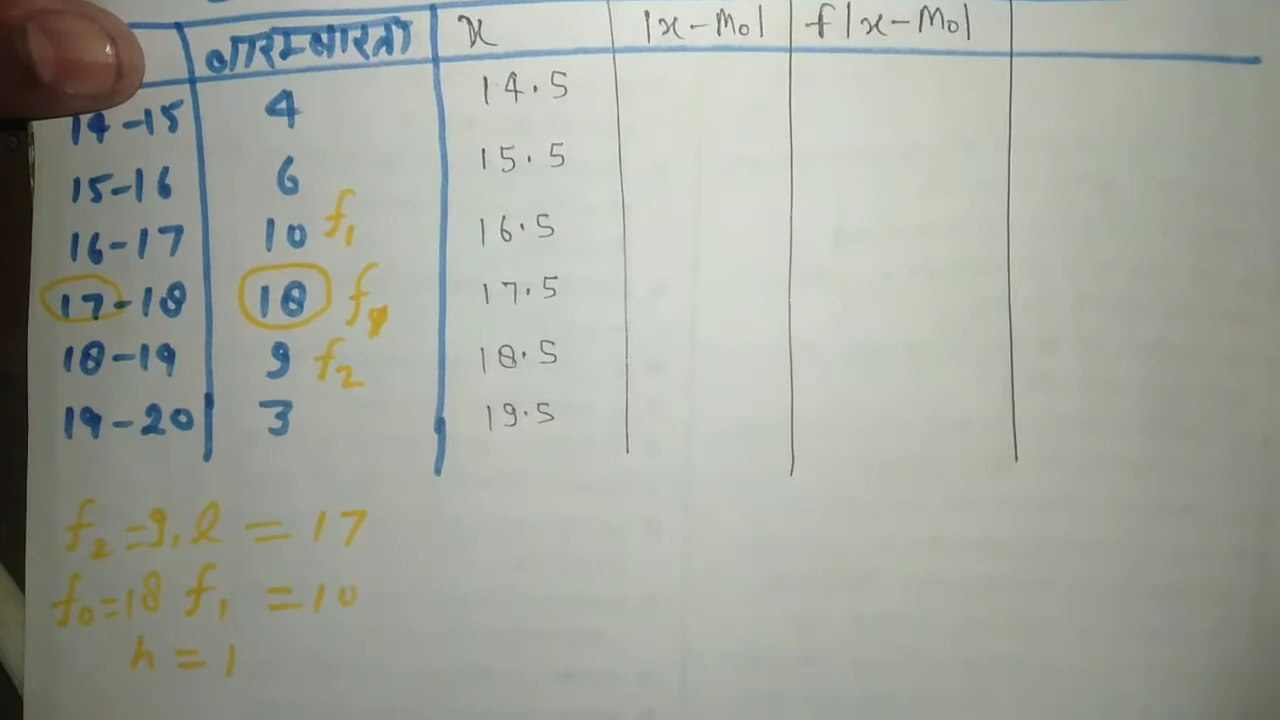 बारम्बारता x |x-Mo| f|x-Mo|
14-15 4 14.5
15-16 6 15.5
16-17 10 f₁ 16.5
17-18 18 f 17.5
18-19 9 f₂ 18.5
19-20 3 19.5
f₂=9, l = 17
f₀=18 f₁ = 10
h = 1